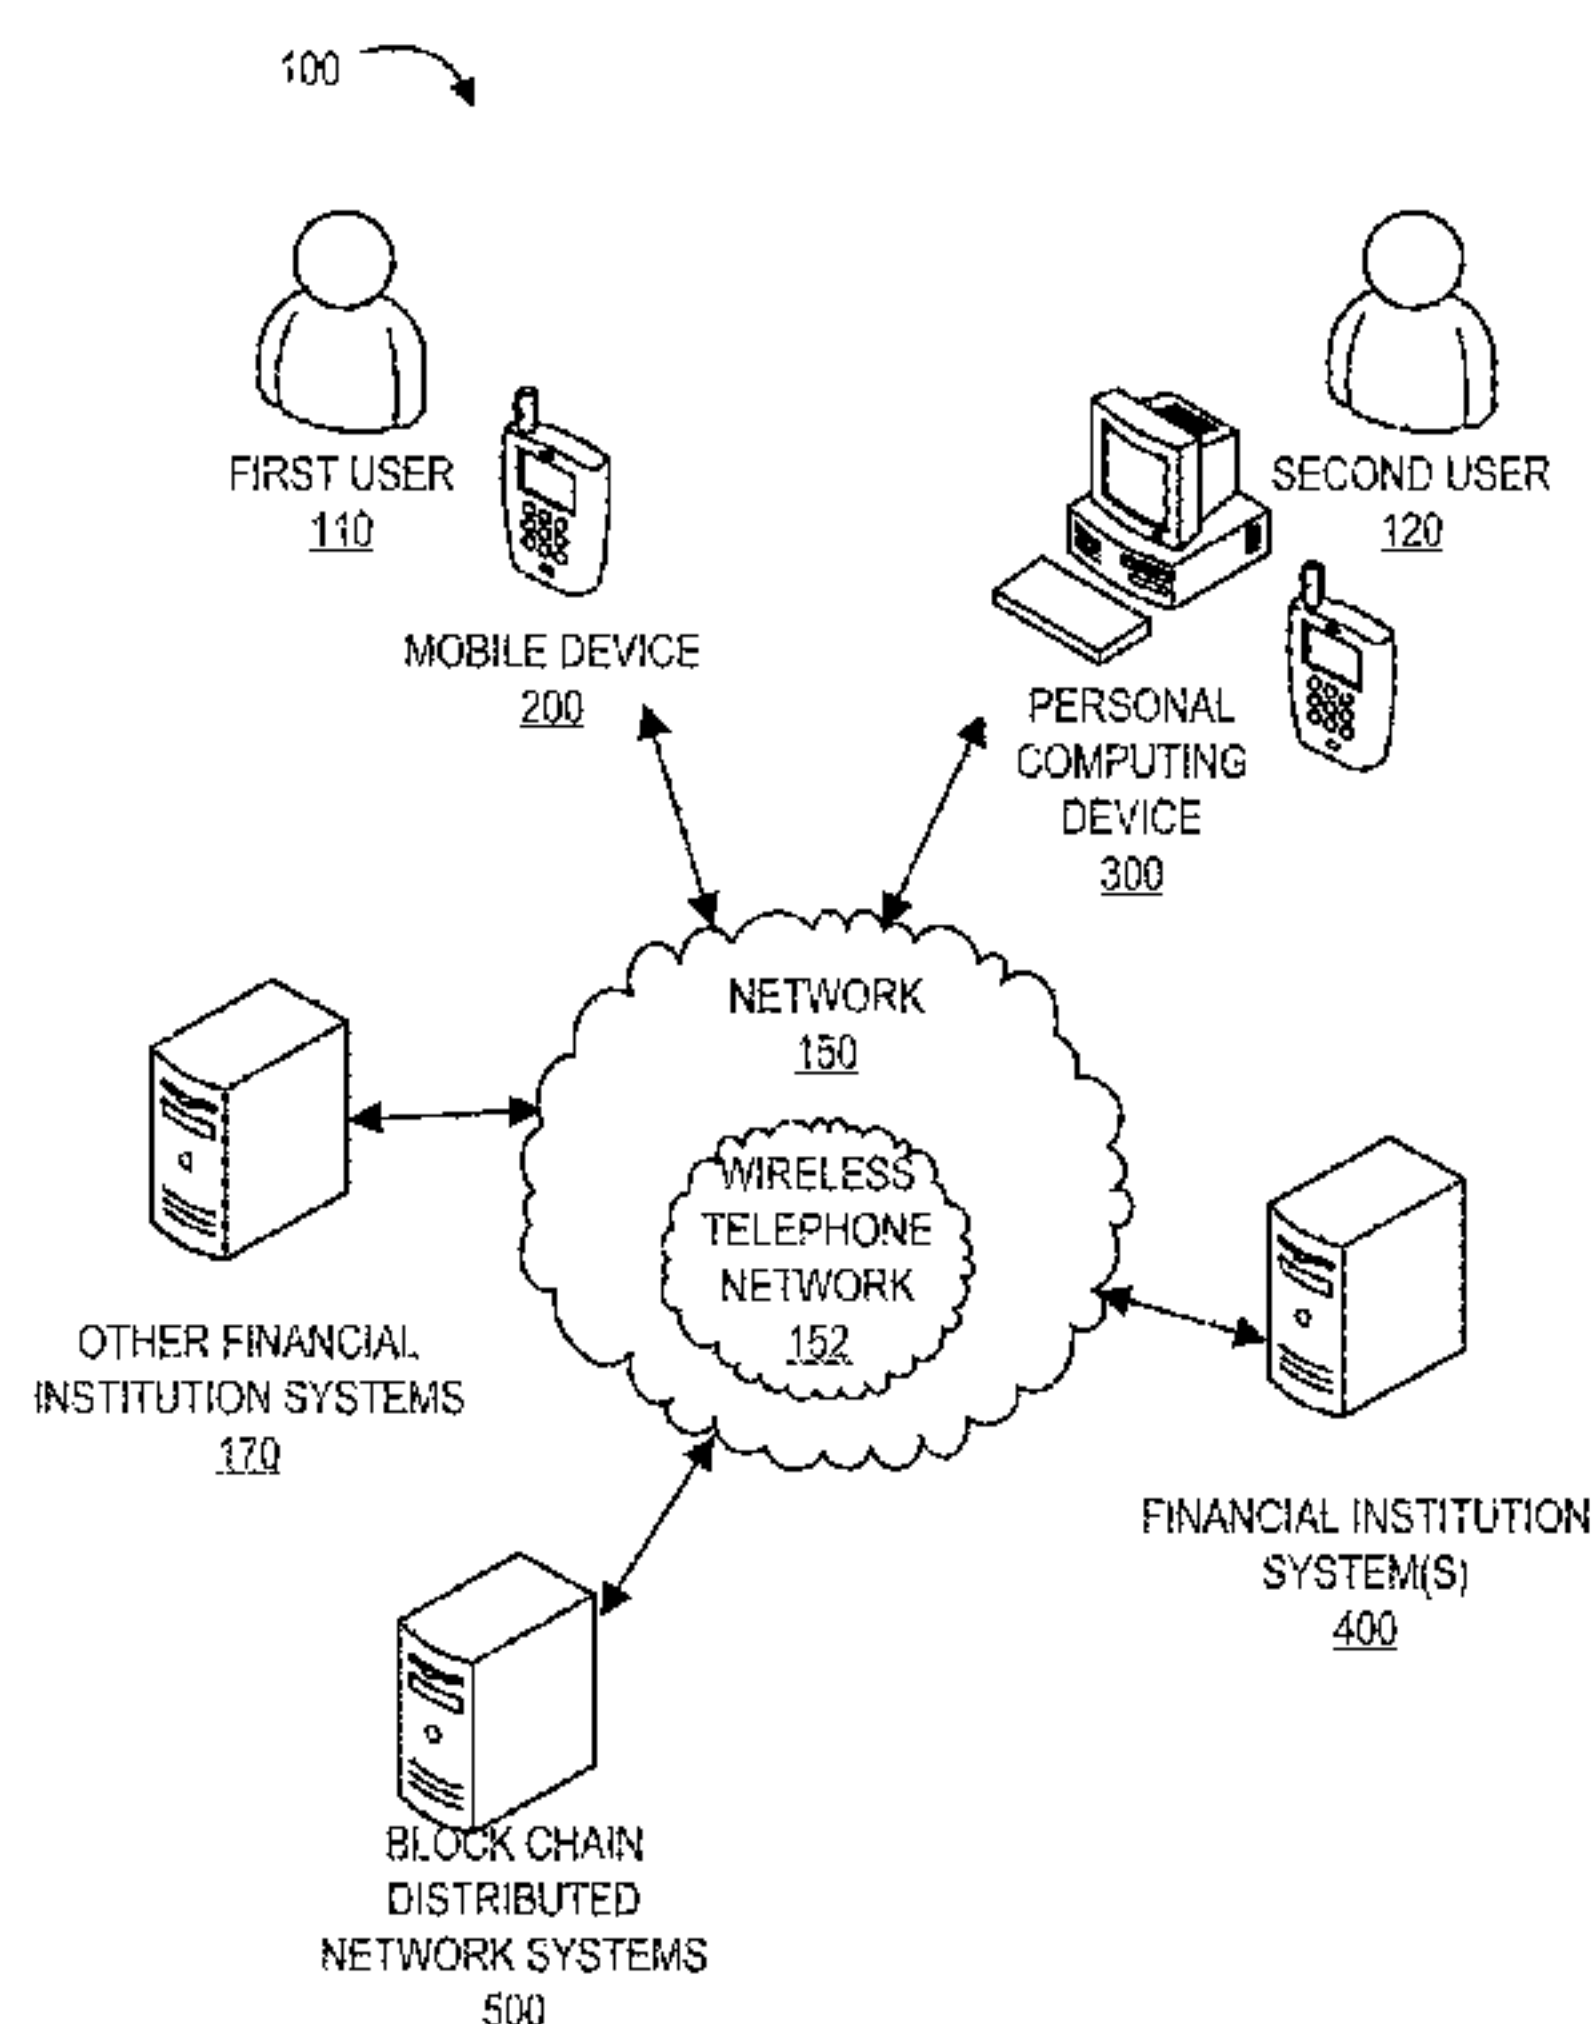 100
FIRST USER
110
SECOND USER
120
MOBILE DEVICE
200
PERSONAL
COMPUTING
DEVICE
300
NETWORK
150
WIRELESS
TELEPHONE
NETWORK
152
OTHER FINANCIAL
INSTITUTION SYSTEMS
170
FINANCIAL INSTITUTION
SYSTEM(S)
400
BLOCK CHAIN
DISTRIBUTED
NETWORK SYSTEMS
500